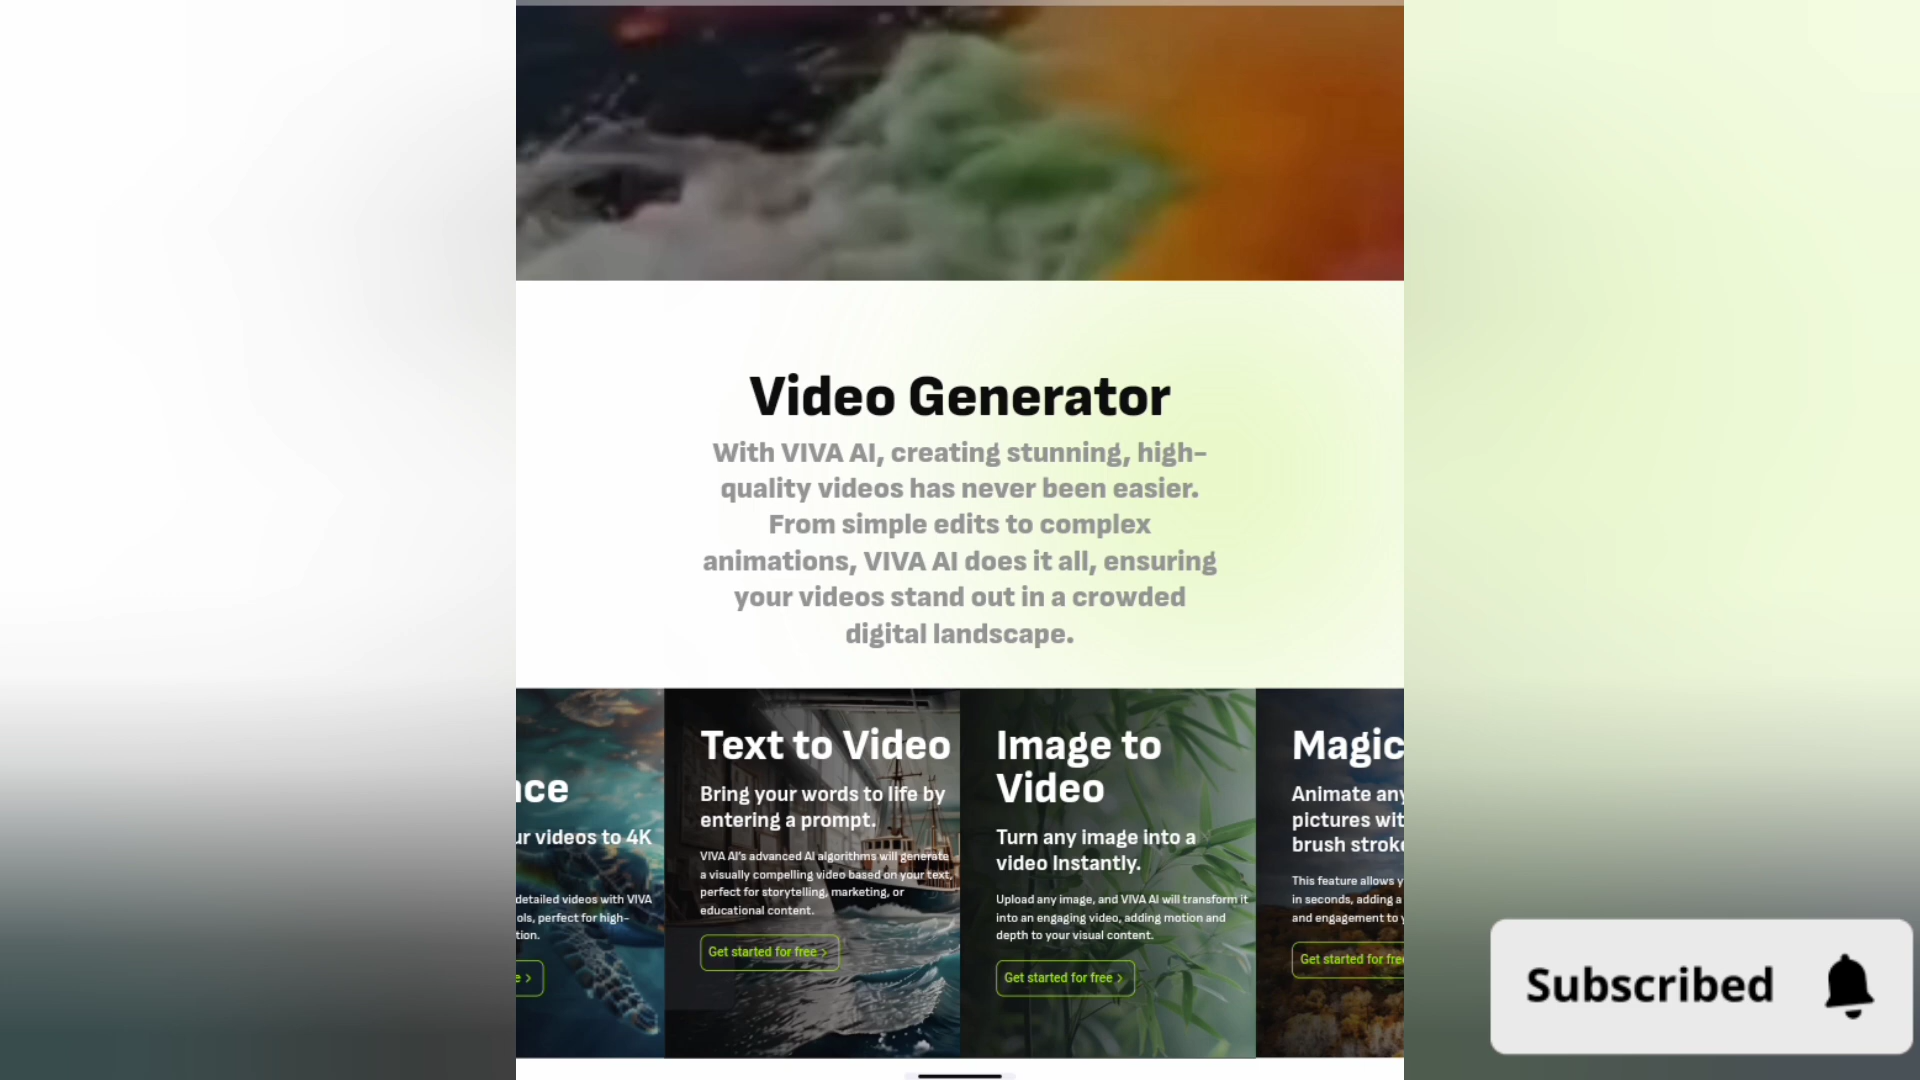 Video Generator
With VIVA AI, creating stunning, high-
quality videos has never been easier.
From simple edits to complex
animations, VIVA AI does it all, ensuring
your videos stand out in a crowded
digital landscape.
nce
ur videos to 4K
detailed videos with VIVA
ols, perfect for high-
tion.
e >
Text to Video
Bring your words to life by
entering a prompt.
VIVA AI's advanced AI algorithms will generate
a visually compelling video based on your text,
perfect for storytelling, marketing, or
educational content.
Get started for free >
Image to
Video
Turn any image into a
video Instantly.
Upload any image, and VIVA AI will transform it
into an engaging video, adding motion and
depth to your visual content.
Get started for free >
Magic
Animate any
pictures wit
brush stroke
This feature allows y
in seconds, adding a
and engagement to y
Get started for free
Subscribed